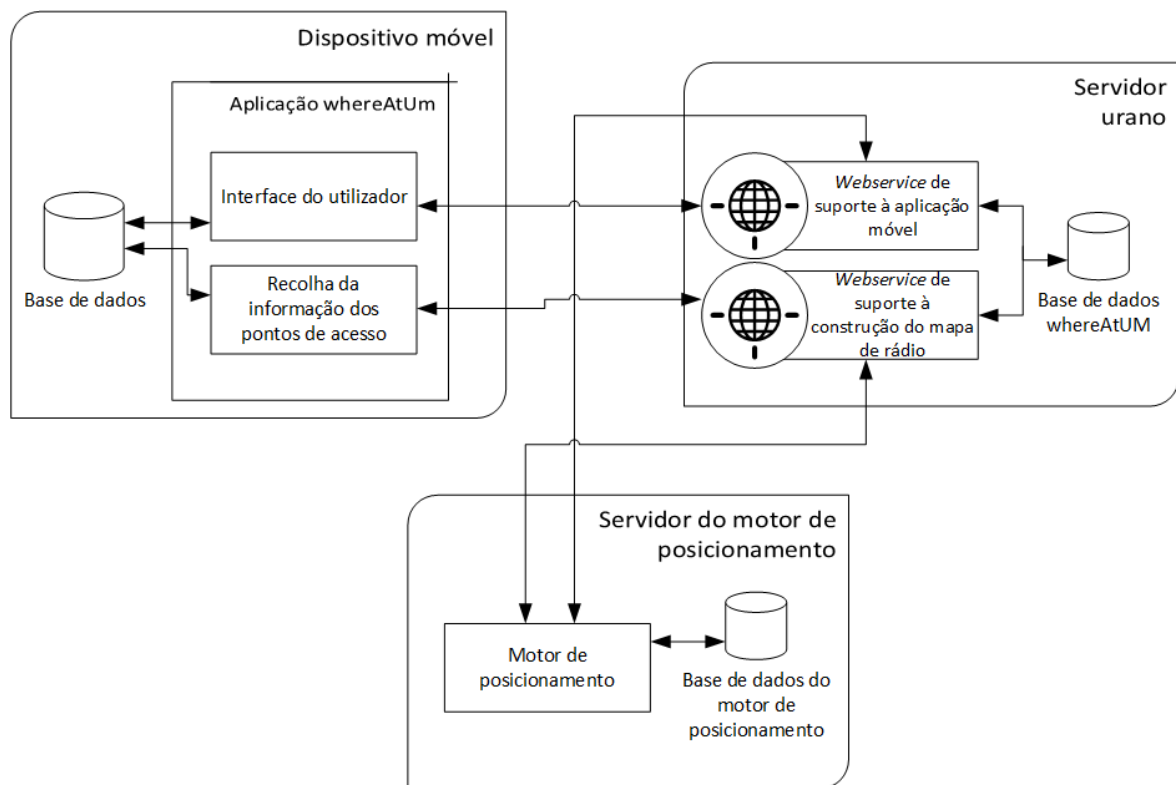 Dispositivo móvel
Aplicação whereAtUm
Interface do utilizador
Base de dados
Recolha da
informação dos
pontos de acesso
Servidor
urano
Webservice de
suporte à aplicação
móvel
Webservice de
suporte à
construção do mapa
de rádio
Base de dados
whereAtUM
Servidor do motor de
posicionamento
Motor de
posicionamento
Base de dados do
motor de
posicionamento